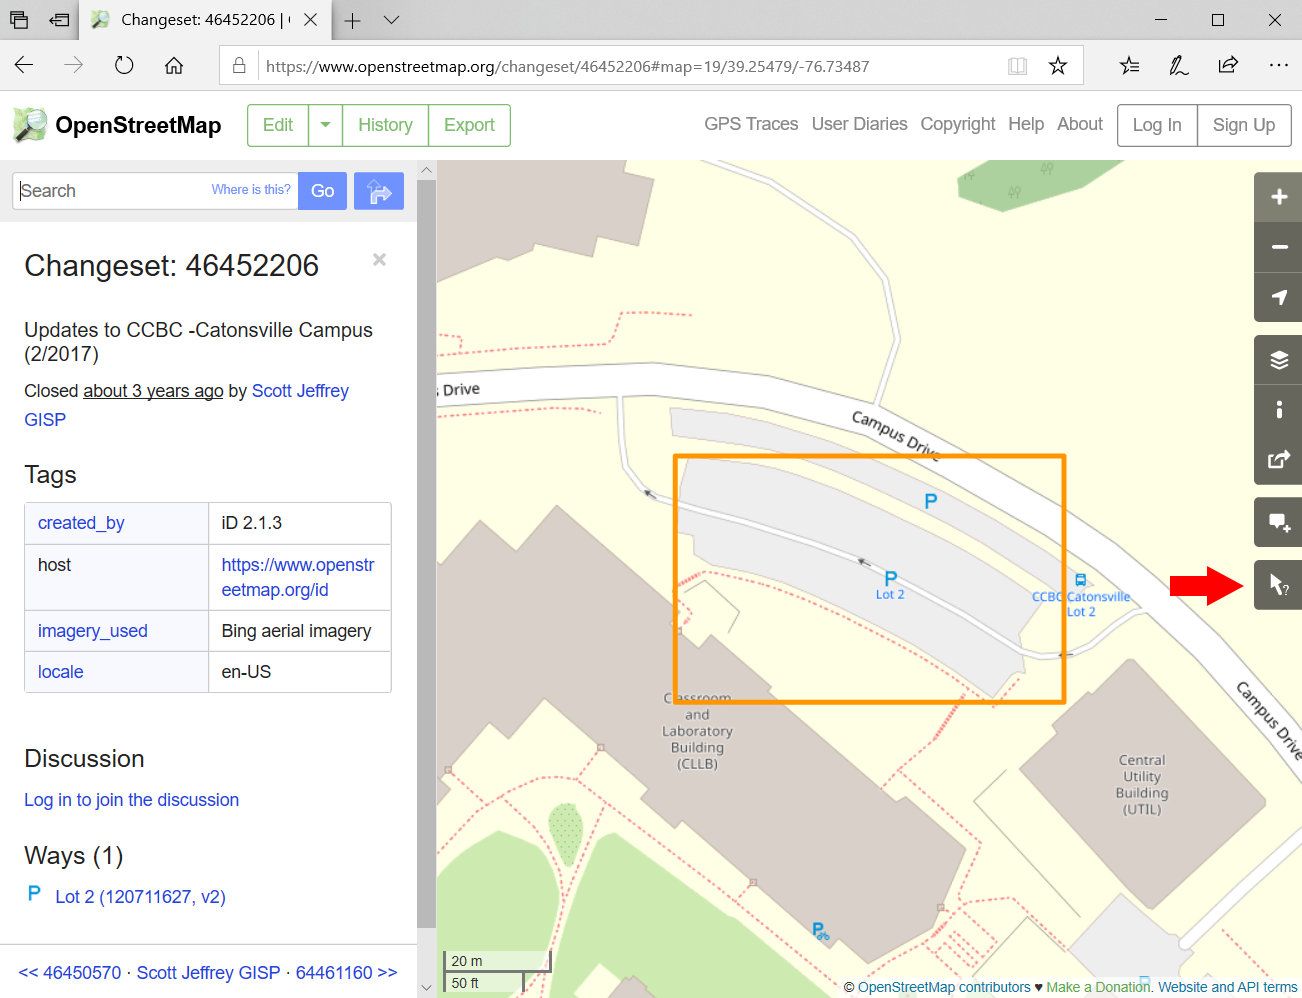 Changeset: 46452206 | (
https://www.openstreetmap.org/changeset/46452206#map=19/39.25479/-76.73487
OpenStreetMap
Edit
History
Export
GPS Traces
User Diaries
Copyright
Help
About
Log In
Sign Up
Search
Where is this?
Go
Changeset: 46452206
×
Updates to CCBC -Catonsville Campus
(2/2017)
Closed about 3 years ago by Scott Jeffrey
GISP
Tags
created_by iD 2.1.3
host https://www.openstr
eetmap.org/id
imagery_used Bing aerial imagery
locale en-US
Discussion
Log in to join the discussion
Ways (1)
P Lot 2 (120711627, v2)
<< 46450570 · Scott Jeffrey GISP · 64461160 >>
s Drive
Campus Drive
P
P
Lot 2
CCBC Catonsville
Lot 2
Classroom
and
Laboratory
Building
(CLLB)
Central
Utility
Building
(UTIL)
Campus Drive
P
20 m
50 ft
© OpenStreetMap contributors ♥ Make a Donation. Website and API terms